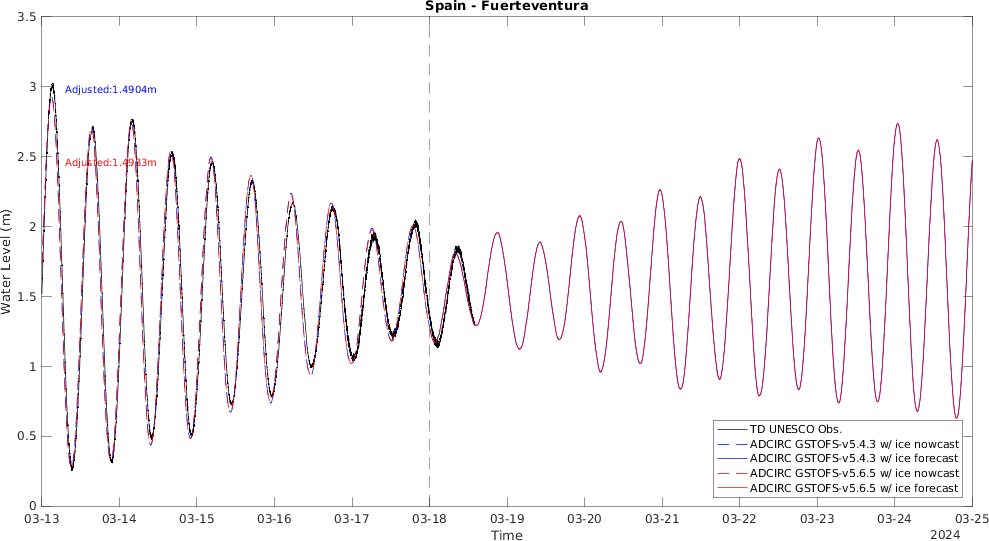 Spain - Fuerteventura
3.5
3
2.5
2
1.5
1
0.5
0
Water Level (m)
Adjusted:1.4904m
TD UNESCO Obs.
ADCIRC GSTOFS-v5.4.3 w/ ice nowcast
ADCIRC GSTOFS-v5.4.3 w/ ice forecast
ADCIRC GSTOFS-v5.6.5 w/ ice nowcast
ADCIRC GSTOFS-v5.6.5 w/ ice forecast
03-13 03-14 03-15 03-16 03-17 03-18 03-19 03-20 03-21 03-22 03-23 03-24 03-25
Time
2024